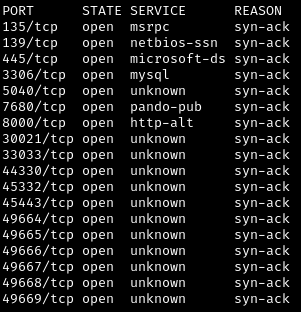 PORT STATE SERVICE REASON
135/tcp open msrpc syn-ack
139/tcp open netbios-ssn syn-ack
445/tcp open microsoft-ds syn-ack
3306/tcp open mysql syn-ack
5040/tcp open unknown syn-ack
7680/tcp open pando-pub syn-ack
8000/tcp open http-alt syn-ack
30021/tcp open unknown syn-ack
33033/tcp open unknown syn-ack
44330/tcp open unknown syn-ack
45332/tcp open unknown syn-ack
45443/tcp open unknown syn-ack
49664/tcp open unknown syn-ack
49665/tcp open unknown syn-ack
49666/tcp open unknown syn-ack
49667/tcp open unknown syn-ack
49668/tcp open unknown syn-ack
49669/tcp open unknown syn-ack